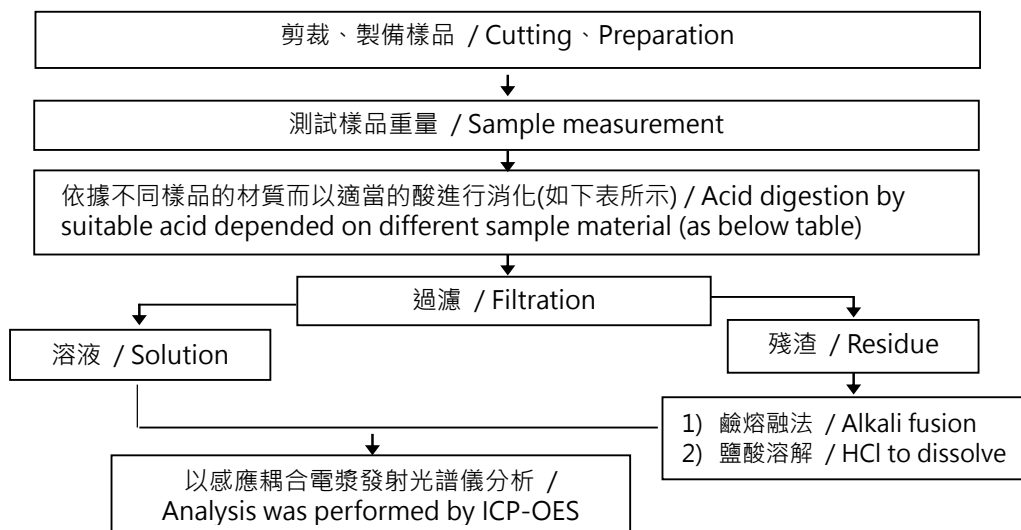 剪裁、製備樣品 / Cutting、Preparation
測試樣品重量 / Sample measurement
依據不同樣品的材質而以適當的酸進行消化(如下表所示) / Acid digestion by
suitable acid depended on different sample material (as below table)
過濾 / Filtration
溶液 / Solution
殘渣 / Residue
1) 鹼熔融法 / Alkali fusion
2) 鹽酸溶解 / HCl to dissolve
以感應耦合電漿發射光譜儀分析 /
Analysis was performed by ICP-OES